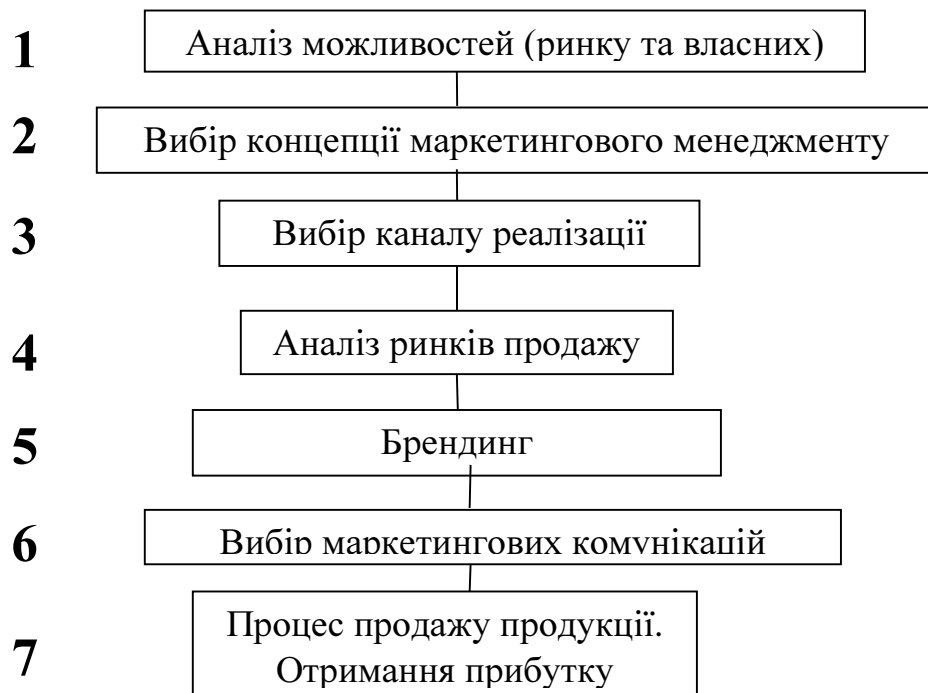 1 Аналіз можливостей (ринку та власних)
2 Вибір концепції маркетингового менеджменту
3 Вибір каналу реалізації
4 Аналіз ринків продажу
5 Брендинг
6 Вибір маркетингових комунікацій
7 Процес продажу продукції.
Отримання прибутку